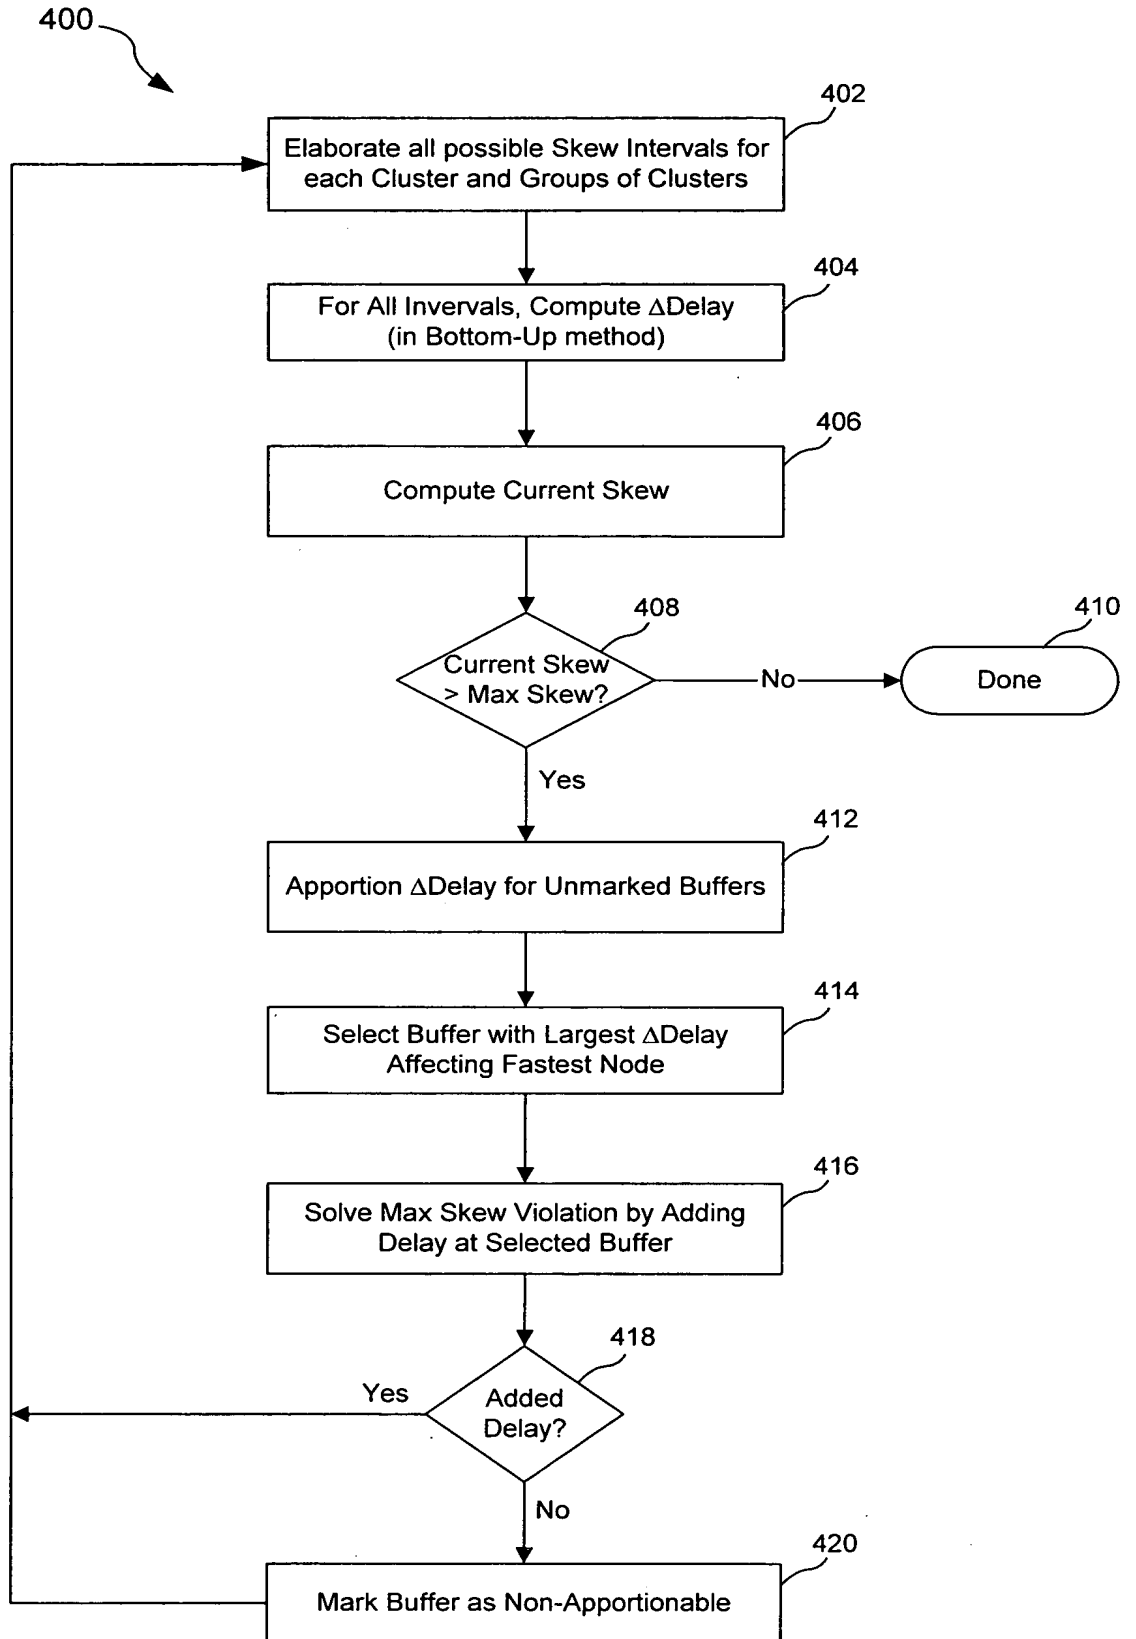 400
402
Elaborate all possible Skew Intervals for
each Cluster and Groups of Clusters
404
For All Invervals, Compute ΔDelay
(in Bottom-Up method)
406
Compute Current Skew
408
Current Skew
> Max Skew?
No
410
Done
Yes
412
Apportion ΔDelay for Unmarked Buffers
414
Select Buffer with Largest ΔDelay
Affecting Fastest Node
416
Solve Max Skew Violation by Adding
Delay at Selected Buffer
418
Added
Delay?
Yes
No
420
Mark Buffer as Non-Apportionable